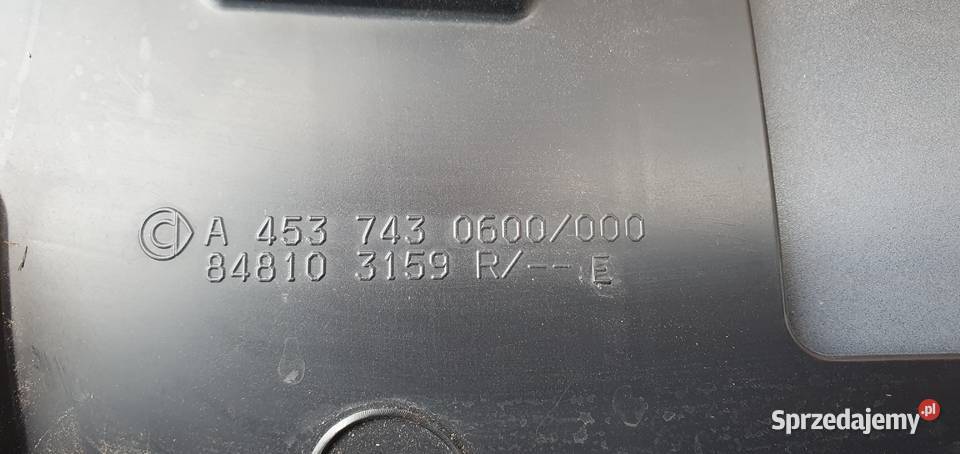 A 453 743 0600/000
84810 3159 R/-- E
Sprzedajemy.pl